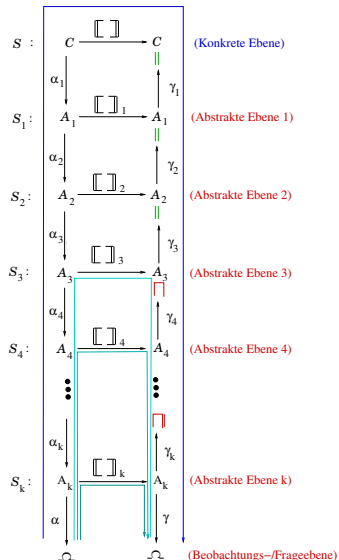 S : C ⟦ ⟧ C (Konkrete Ebene)
||
α₁ γ₁
S₁ : A₁ ⟦ ⟧₁ A₁ (Abstrakte Ebene 1)
||
α₂ γ₂
S₂ : A₂ ⟦ ⟧₂ A₂ (Abstrakte Ebene 2)
||
α₃ γ₃
S₃ : A₃ ⟦ ⟧₃ A₃ (Abstrakte Ebene 3)
⊓
α₄ γ₄
S₄ : A₄ ⟦ ⟧₄ A₄ (Abstrakte Ebene 4)
⊓
αₖ γₖ
Sₖ : Aₖ ⟦ ⟧ₖ Aₖ (Abstrakte Ebene k)
α γ
(Beobachtungs−/Frageebene)